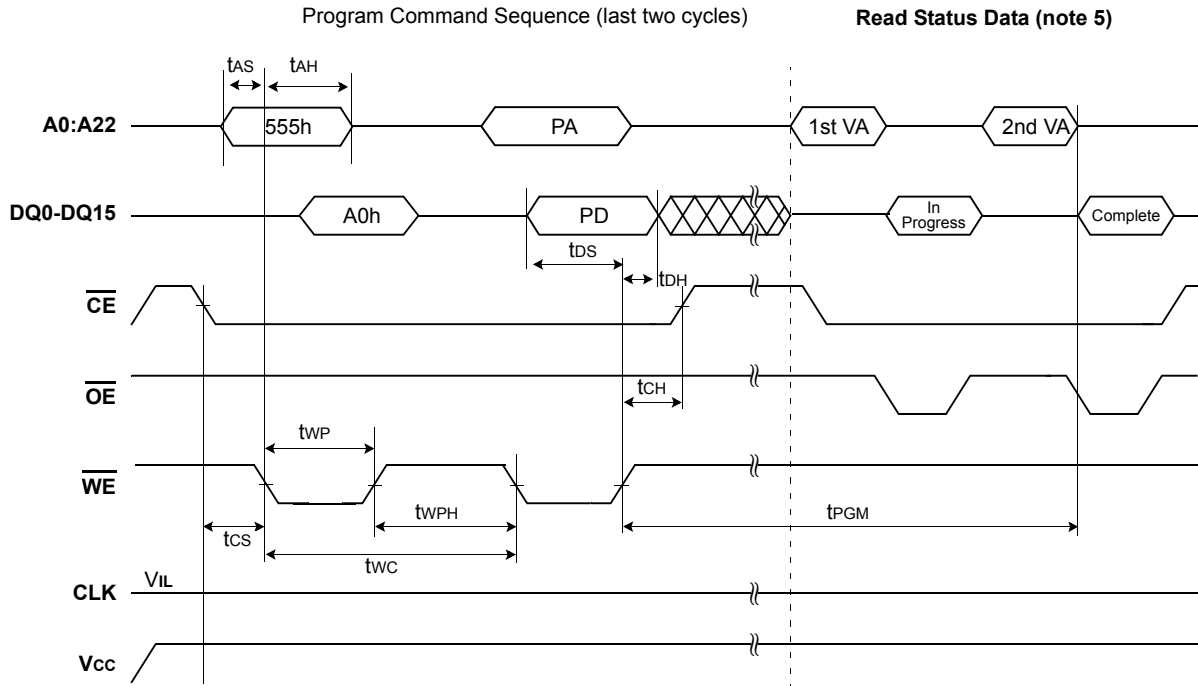 Program Command Sequence (last two cycles)
Read Status Data (note 5)
tAS
tAH
A0:A22
555h
PA
1st VA
2nd VA
DQ0-DQ15
A0h
PD
In
Progress
Complete
tDS
tDH
CE
OE
tCH
tWP
WE
tWPH
tPGM
tCS
tWC
CLK
VIL
Vcc